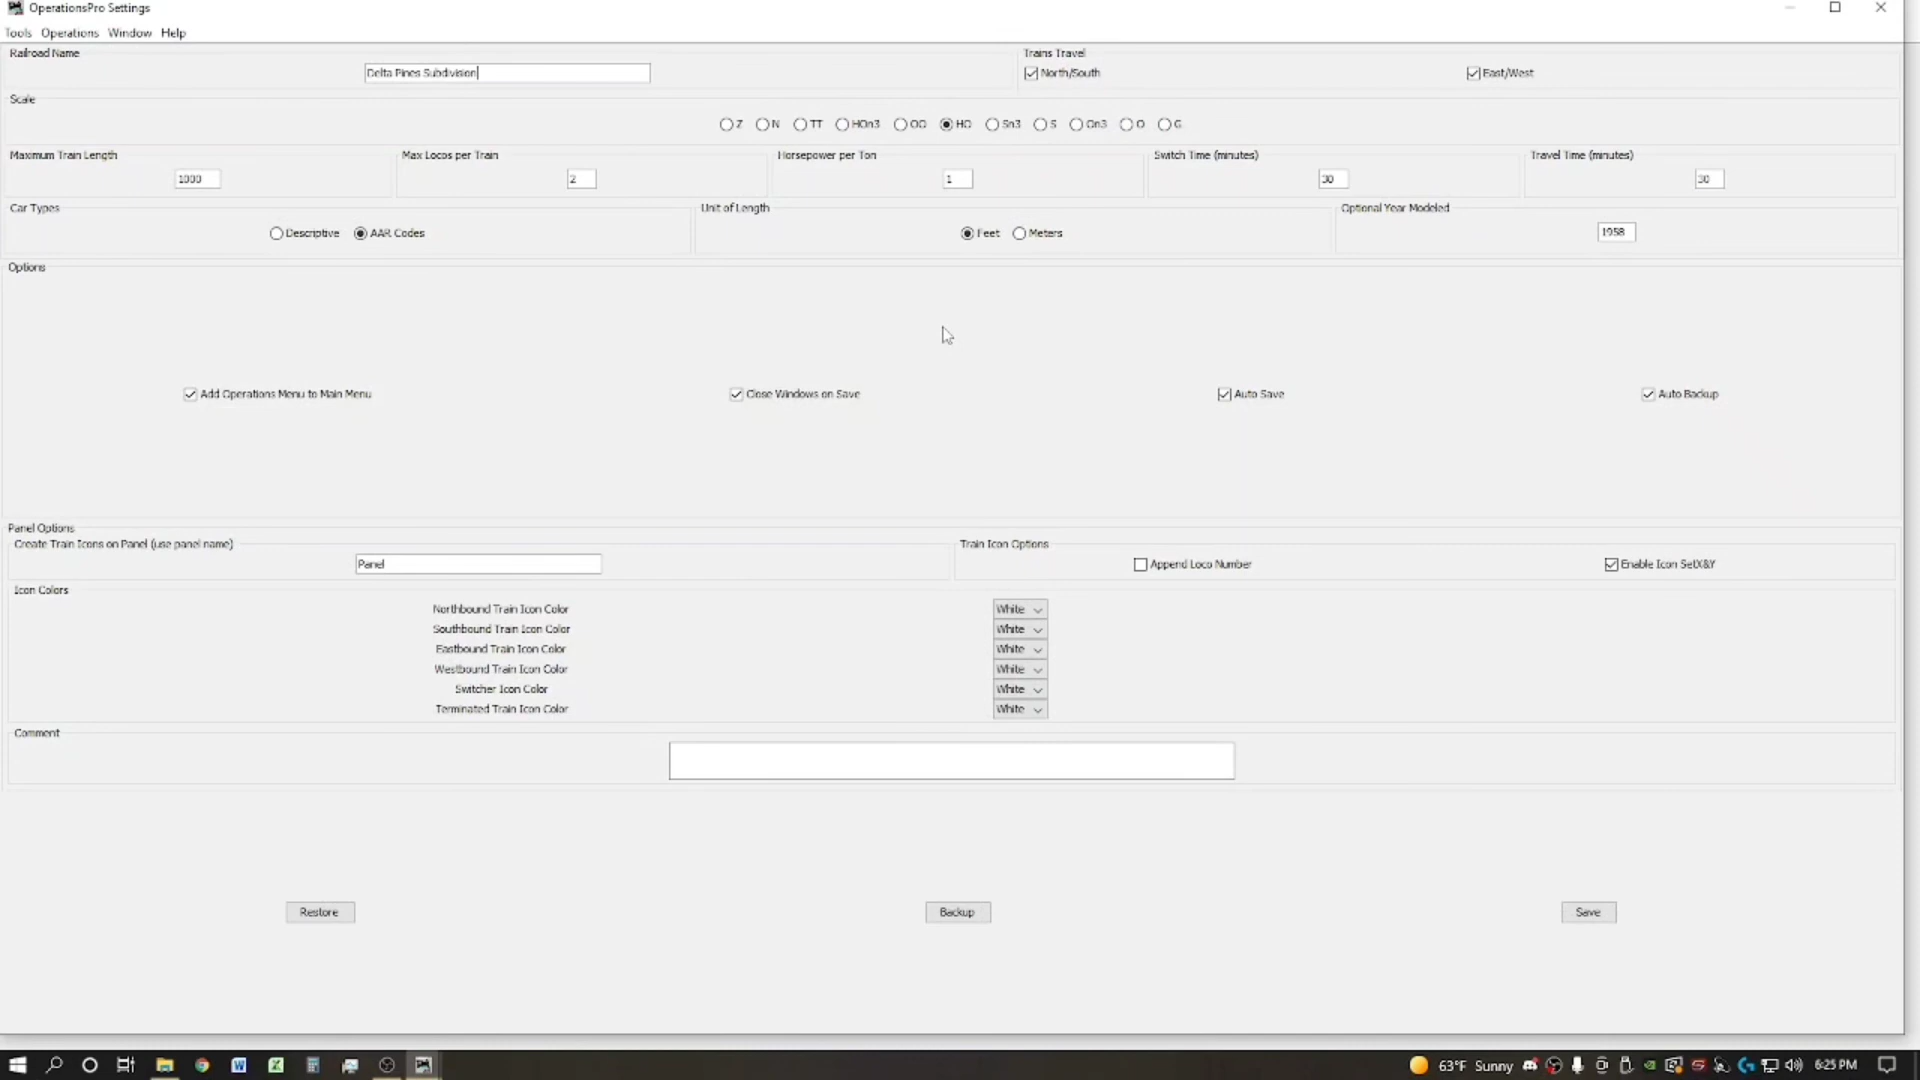 OperationsPro Settings
Tools Operations Window Help
Railroad Name
Delta Pines Subdivision
Trains Travel
North/South
East/West
Scale
Z N TT HOn3 OO HO Sn3 S On3 O G
Maximum Train Length
1000
Max Locos per Train
2
Horsepower per Ton
1
Switch Time (minutes)
30
Travel Time (minutes)
30
Car Types
Descriptive AAR Codes
Unit of Length
Feet Meters
Optional Year Modeled
1958
Options
Add Operations Menu to Main Menu
Close Windows on Save
Auto Save
Auto Backup
Panel Options
Create Train Icons on Panel (use panel name)
Panel
Train Icon Options
Append Loco Number
Enable Icon SetX&Y
Icon Colors
Northbound Train Icon Color White
Southbound Train Icon Color White
Eastbound Train Icon Color White
Westbound Train Icon Color White
Switcher Icon Color White
Terminated Train Icon Color White
Comment
Restore
Backup
Save
63°F Sunny
6:25 PM